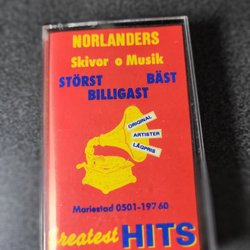 NORLANDERS
Skivor o Musik
STÖRST BÄST
BILLIGAST
ORIGINAL
ARTISTER
LÅGPRIS
Mariestad 0501-197 60
Greatest HITS